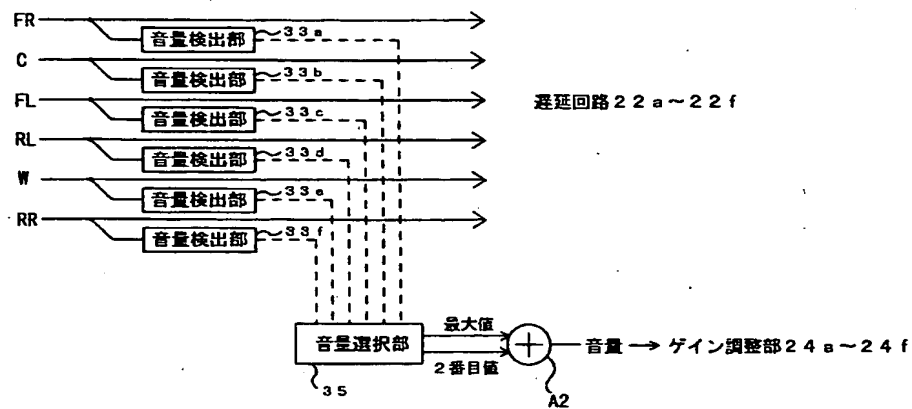 FR
音量検出部 33a
C
音量検出部 33b
FL
音量検出部 33c
遅延回路22a~22f
RL
音量検出部 33d
W
音量検出部 33e
RR
音量検出部 33f
音量選択部
最大値
2番目値
音量 → ゲイン調整部24a~24f
35
A2